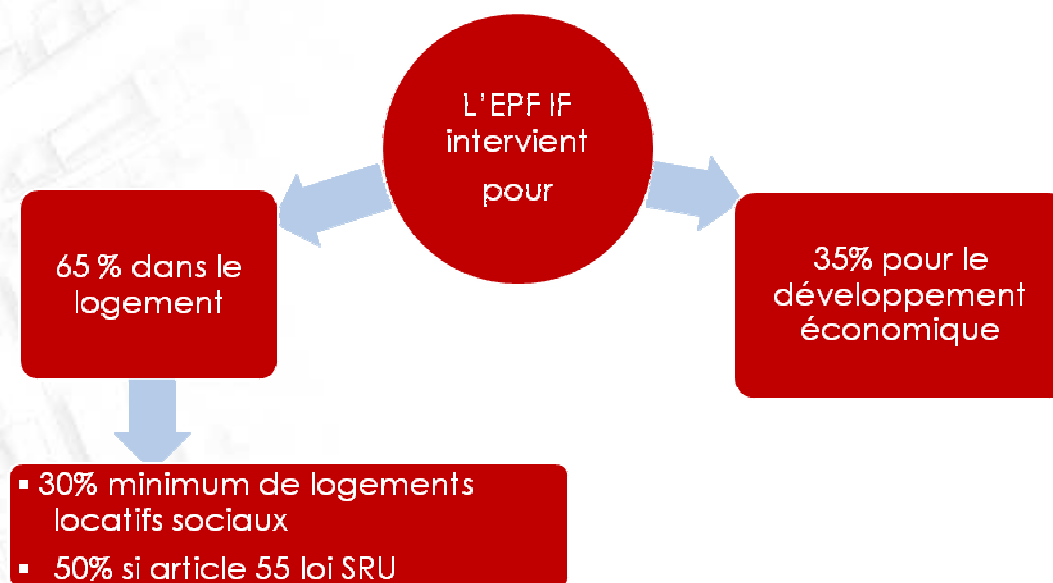 L'EPF IF
intervient
pour
65 % dans le
logement
35% pour le
développement
économique
▪ 30% minimum de logements
locatifs sociaux
▪ 50% si article 55 loi SRU